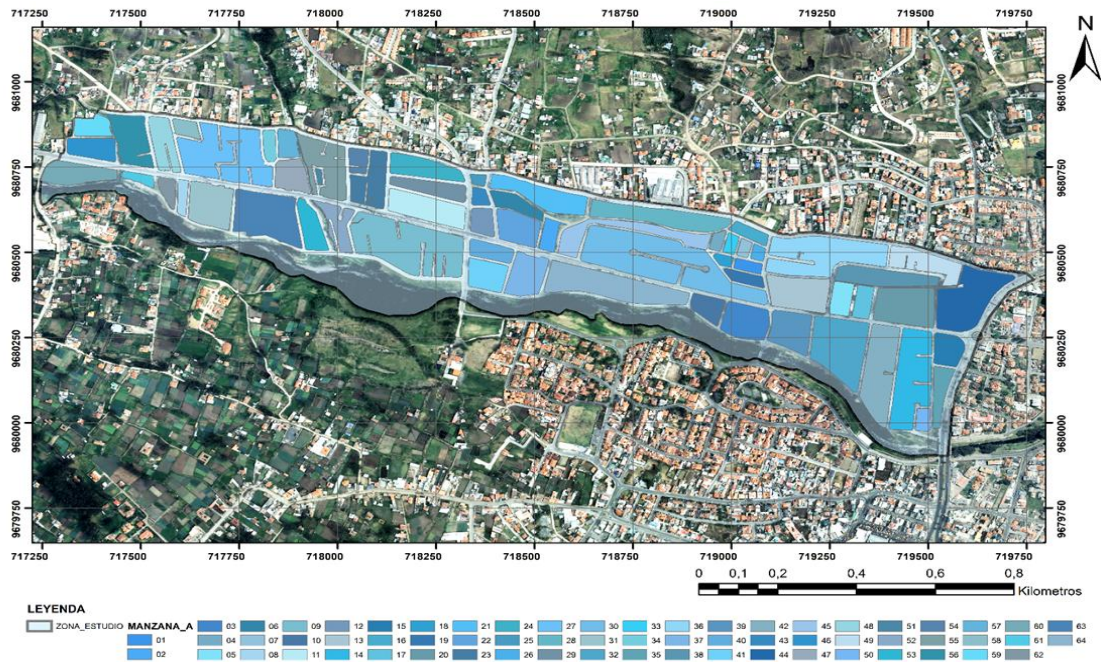 717250 717500 717750 718000 718250 718500 718750 719000 719250 719500 719750
N
9681000 9681000
9680750 9680750
9680500 9680500
9680250 9680250
9680000 9680000
9679750 9679750
717250 717500 717750 718000 718250 718500 718750 719000 719250 719500 719750
0 0,1 0,2 0,4 0,6 0,8
Kilometros
LEYENDA
ZONA_ESTUDIO MANZANA_A 03 06 09 12 15 18 21 24 27 30 33 36 39 42 45 48 51 54 57 60 63
01 04 07 10 13 16 19 22 25 28 31 34 37 40 43 46 49 52 55 58 61 64
02 05 08 11 14 17 20 23 26 29 32 35 38 41 44 47 50 53 56 59 62